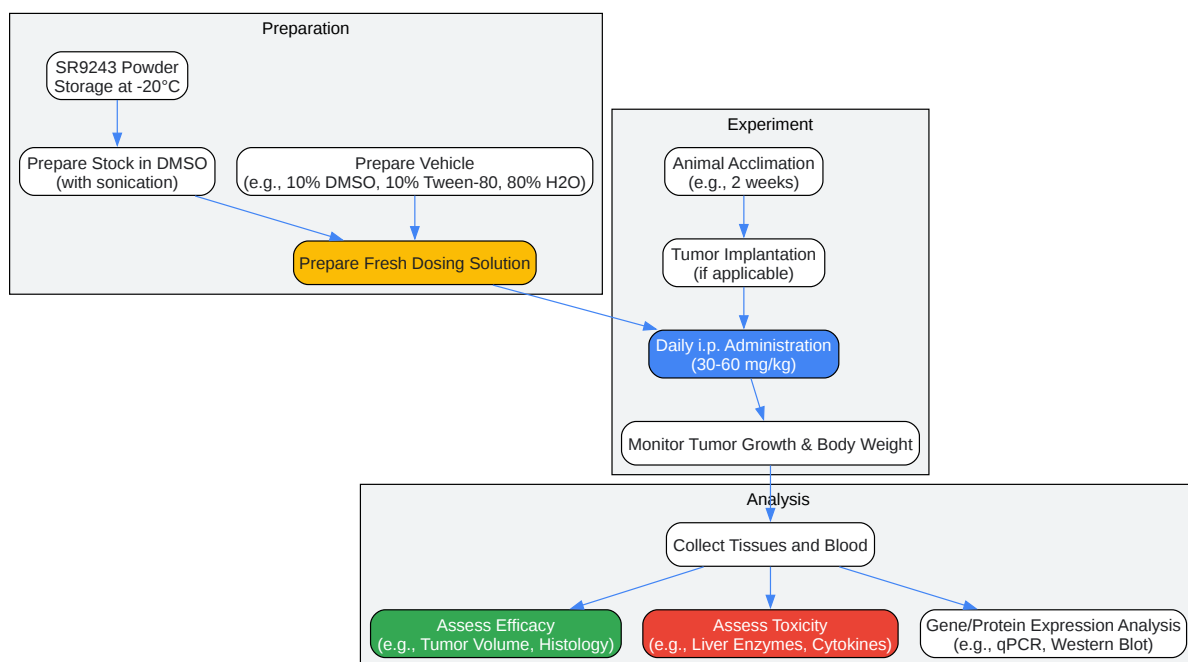 Preparation
SR9243 Powder
Storage at -20°C
Prepare Stock in DMSO
(with sonication)
Prepare Vehicle
(e.g., 10% DMSO, 10% Tween-80, 80% H2O)
Prepare Fresh Dosing Solution
Experiment
Animal Acclimation
(e.g., 2 weeks)
Tumor Implantation
(if applicable)
Daily i.p. Administration
(30-60 mg/kg)
Monitor Tumor Growth & Body Weight
Analysis
Collect Tissues and Blood
Assess Efficacy
(e.g., Tumor Volume, Histology)
Assess Toxicity
(e.g., Liver Enzymes, Cytokines)
Gene/Protein Expression Analysis
(e.g., qPCR, Western Blot)